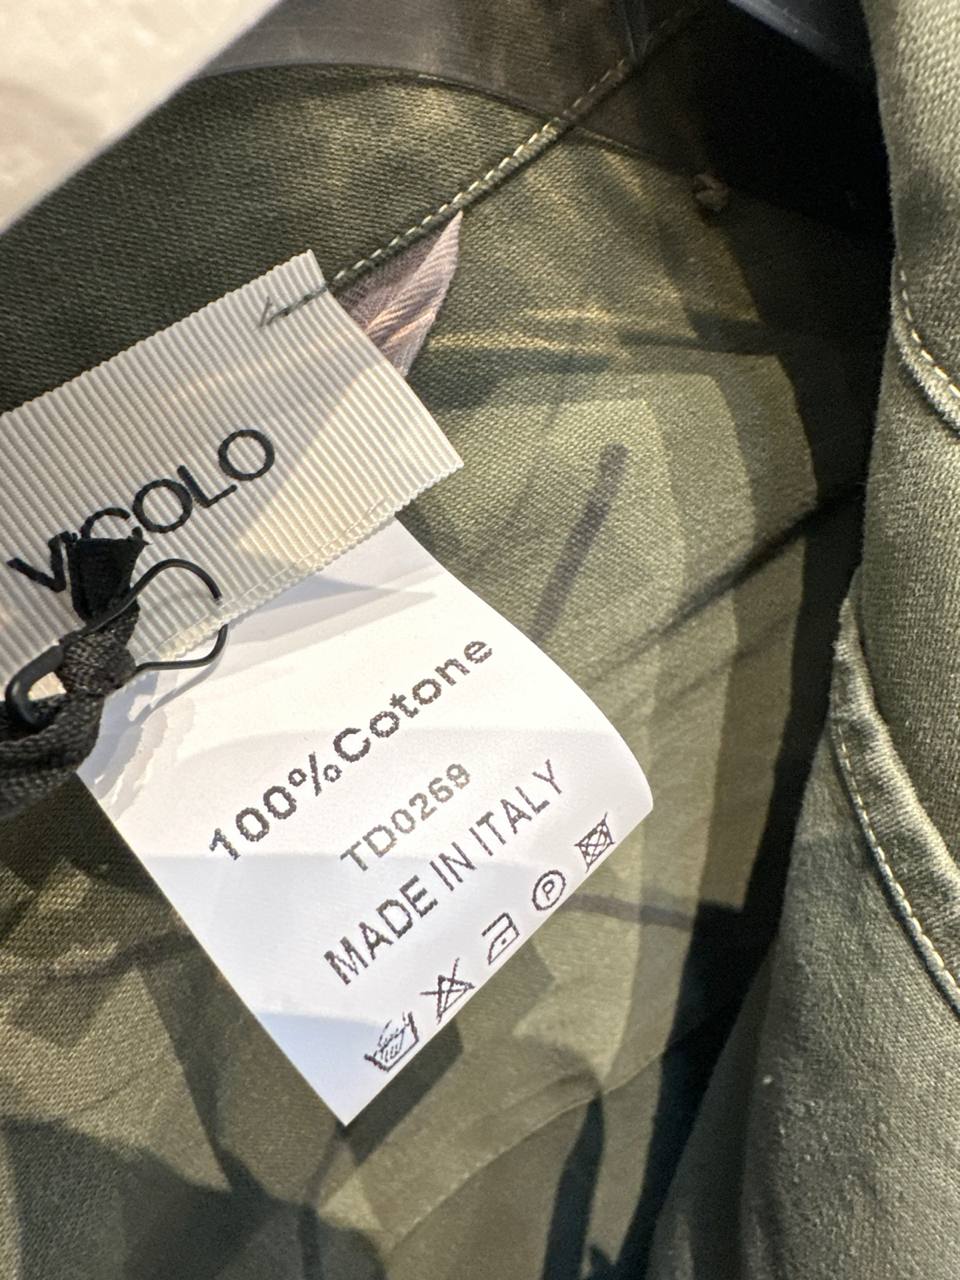 VICOLO
100%Cotone
TD0269
MADE IN ITALY
P